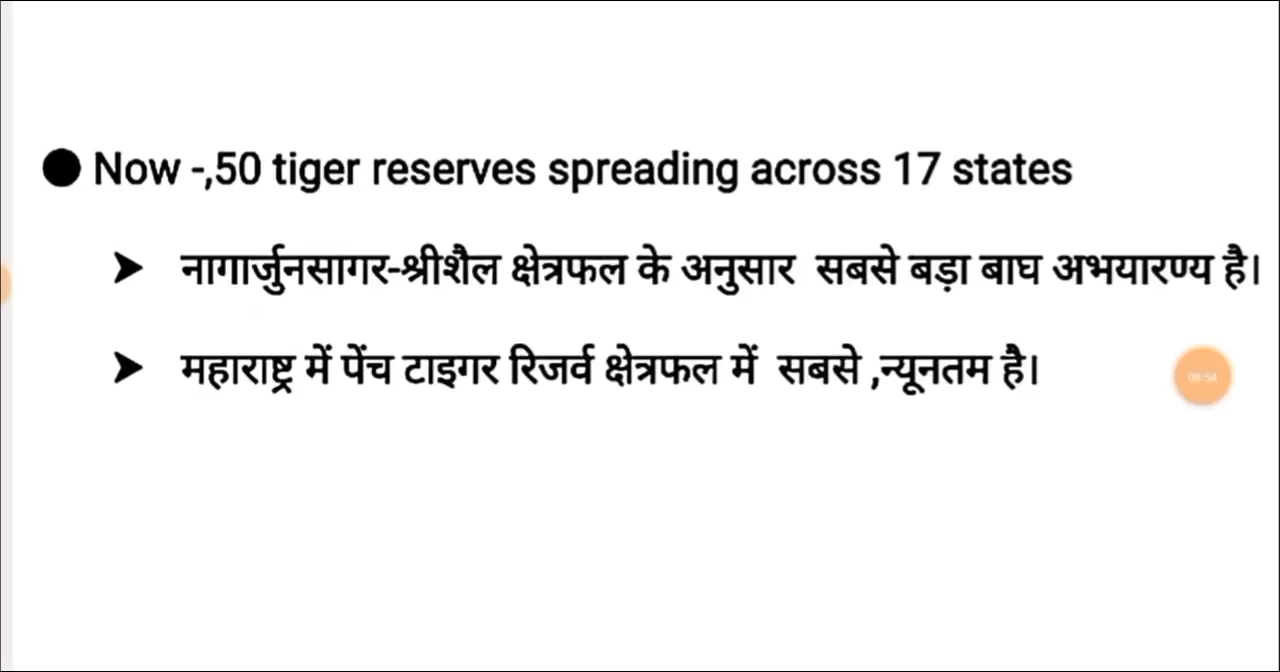 ● Now -,50 tiger reserves spreading across 17 states
➤ नागार्जुनसागर-श्रीशैल क्षेत्रफल के अनुसार सबसे बड़ा बाघ अभयारण्य है।
➤ महाराष्ट्र में पेंच टाइगर रिजर्व क्षेत्रफल में सबसे ,न्यूनतम है।